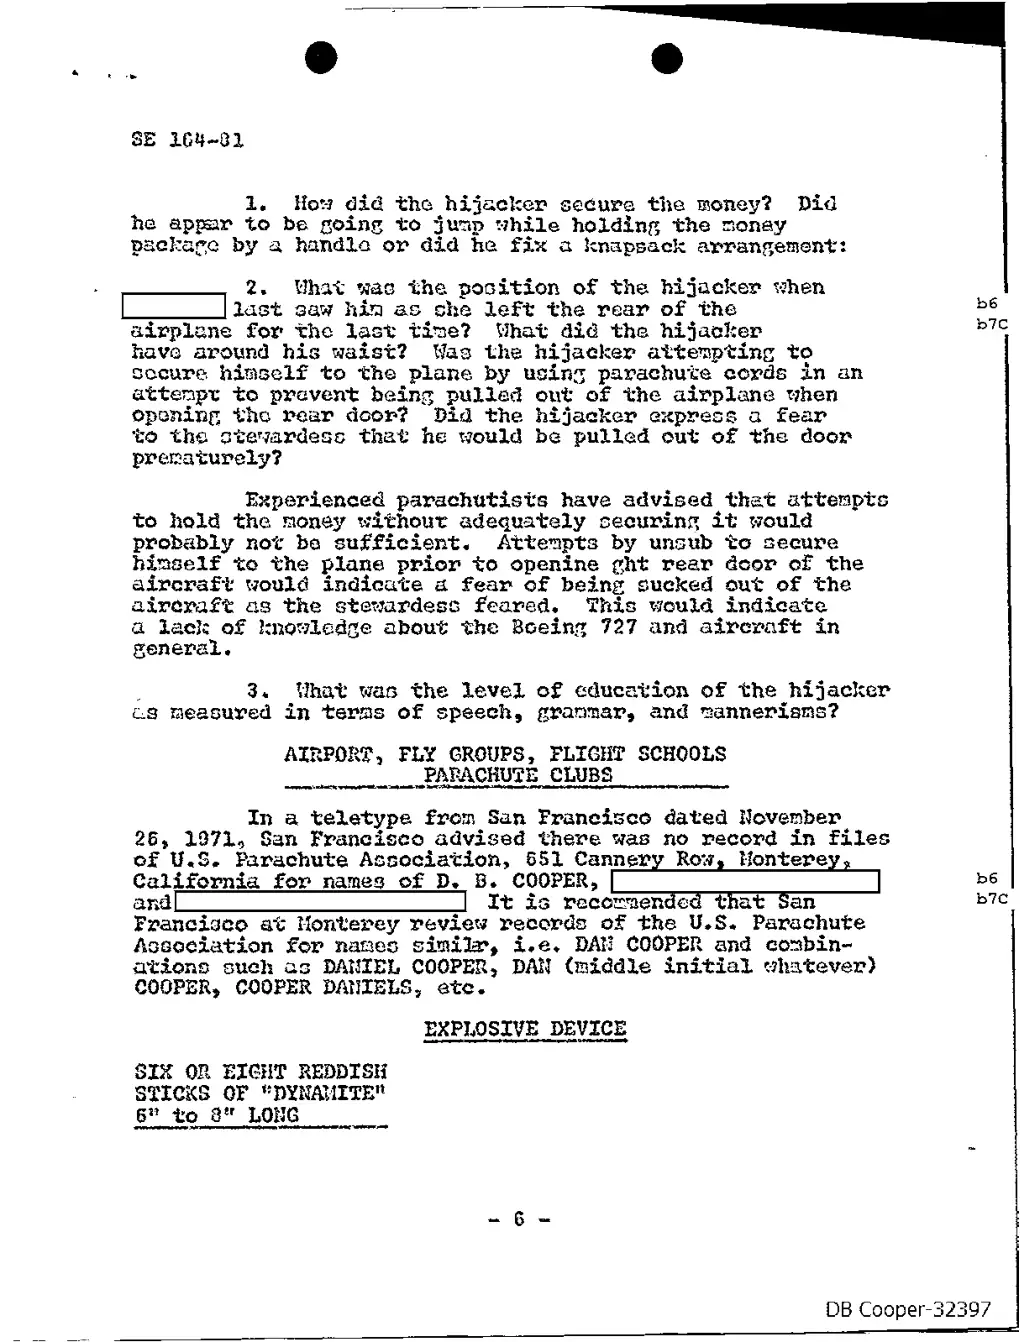 SE 164-81
1. How did the hijacker secure the money? Did
he appear to be going to jump while holding the money
package by a handle or did he fix a knapsack arrangement:
2. What was the position of the hijacker when
last saw him as she left the rear of the
b6
airplane for the last time? What did the hijacker
b7C
have around his waist? Was the hijacker attempting to
secure himself to the plane by using parachute cords in an
attempt to prevent being pulled out of the airplane when
opening the rear door? Did the hijacker express a fear
to the stewardess that he would be pulled out of the door
prematurely?
Experienced parachutists have advised that attempts
to hold the money without adequately securing it would
probably not be sufficient. Attempts by unsub to secure
himself to the plane prior to openine ght rear door of the
aircraft would indicate a fear of being sucked out of the
aircraft as the stewardess feared. This would indicate
a lack of knowledge about the Boeing 727 and aircraft in
general.
3. What was the level of education of the hijacker
as measured in terms of speech, grammar, and mannerisms?
AIRPORT, FLY GROUPS, FLIGHT SCHOOLS
PARACHUTE CLUBS
In a teletype from San Francisco dated November
26, 1971, San Francisco advised there was no record in files
of U.S. Parachute Association, 651 Cannery Row, Monterey,
California for names of D. B. COOPER,
b6
and It is recommended that San
b7C
Francisco at Monterey review records of the U.S. Parachute
Association for names similar, i.e. DAN COOPER and combin-
ations such as DANIEL COOPER, DAN (middle initial whatever)
COOPER, COOPER DANIELS, etc.
EXPLOSIVE DEVICE
SIX OR EIGHT REDDISH
STICKS OF "DYNAMITE"
6" to 8" LONG
- 6 -
DB Cooper-32397